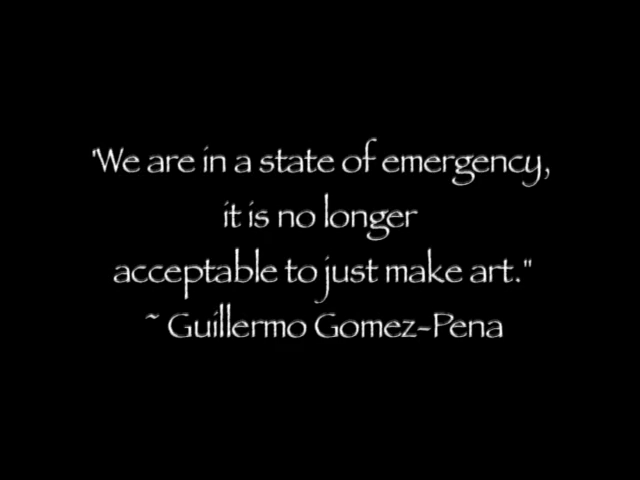 'We are in a state of emergency,
it is no longer
acceptable to just make art."
~ Guillermo Gomez-Pena